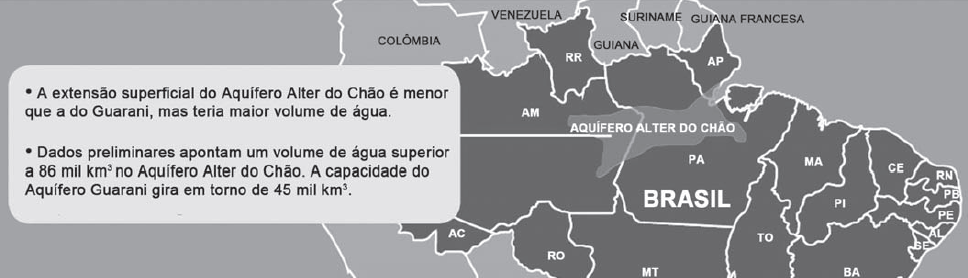 VENEZUELA
SURINAME
GUIANA FRANCESA
COLÔMBIA
GUIANA
RR
AP
• A extensão superficial do Aquífero Alter do Chão é menor
que a do Guarani, mas teria maior volume de água.
• Dados preliminares apontam um volume de água superior
a 86 mil km³ no Aquífero Alter do Chão. A capacidade do
Aquífero Guarani gira em torno de 45 mil km³.
AM
AQUÍFERO ALTER DO CHÃO
PA
MA
CE
RN
PB
PI
PE
BRASIL
AL
SE
AC
RO
TO
MT
BA